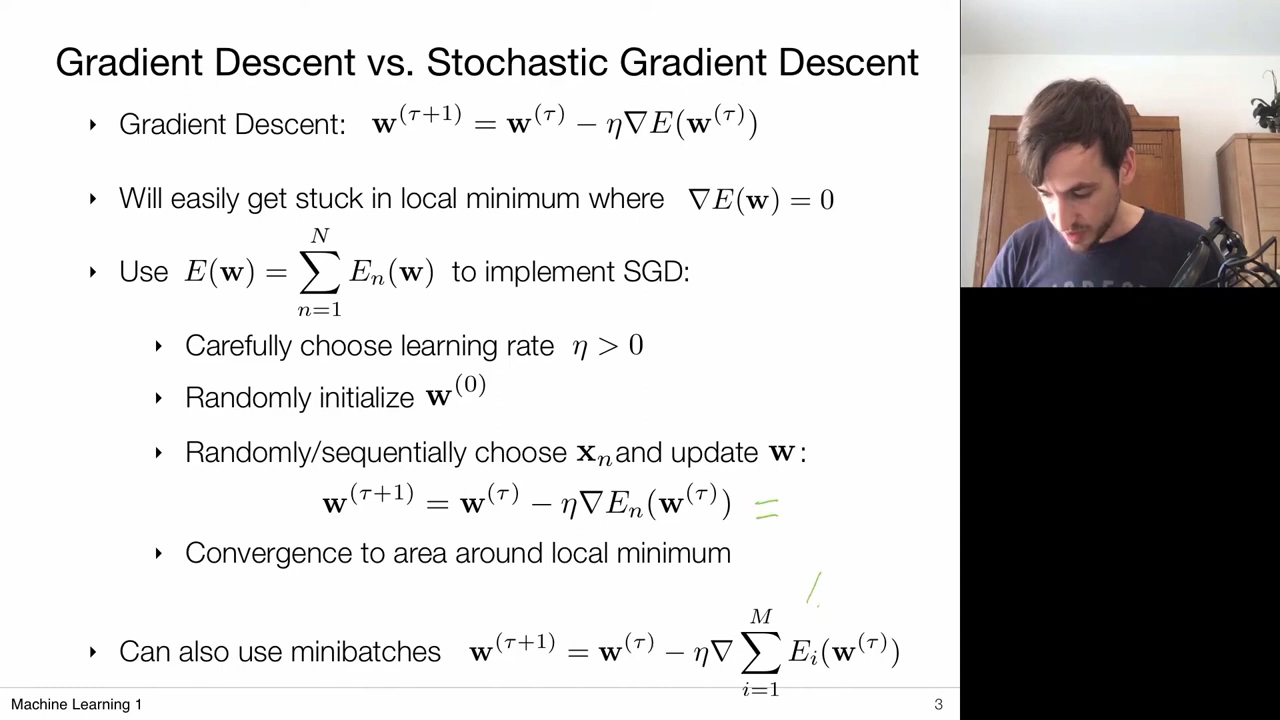 Gradient Descent vs. Stochastic Gradient Descent
‣ Gradient Descent: w^(τ+1) = w^(τ) − η∇E(w^(τ))
‣ Will easily get stuck in local minimum where ∇E(w) = 0
‣ Use E(w) = ∑_{n=1}^{N} E_n(w) to implement SGD:
‣ Carefully choose learning rate η > 0
‣ Randomly initialize w^(0)
‣ Randomly/sequentially choose x_n and update w:
w^(τ+1) = w^(τ) − η∇E_n(w^(τ)) =
‣ Convergence to area around local minimum
‣ Can also use minibatches w^(τ+1) = w^(τ) − η∇ ∑_{i=1}^{M} E_i(w^(τ))
Machine Learning 1
3